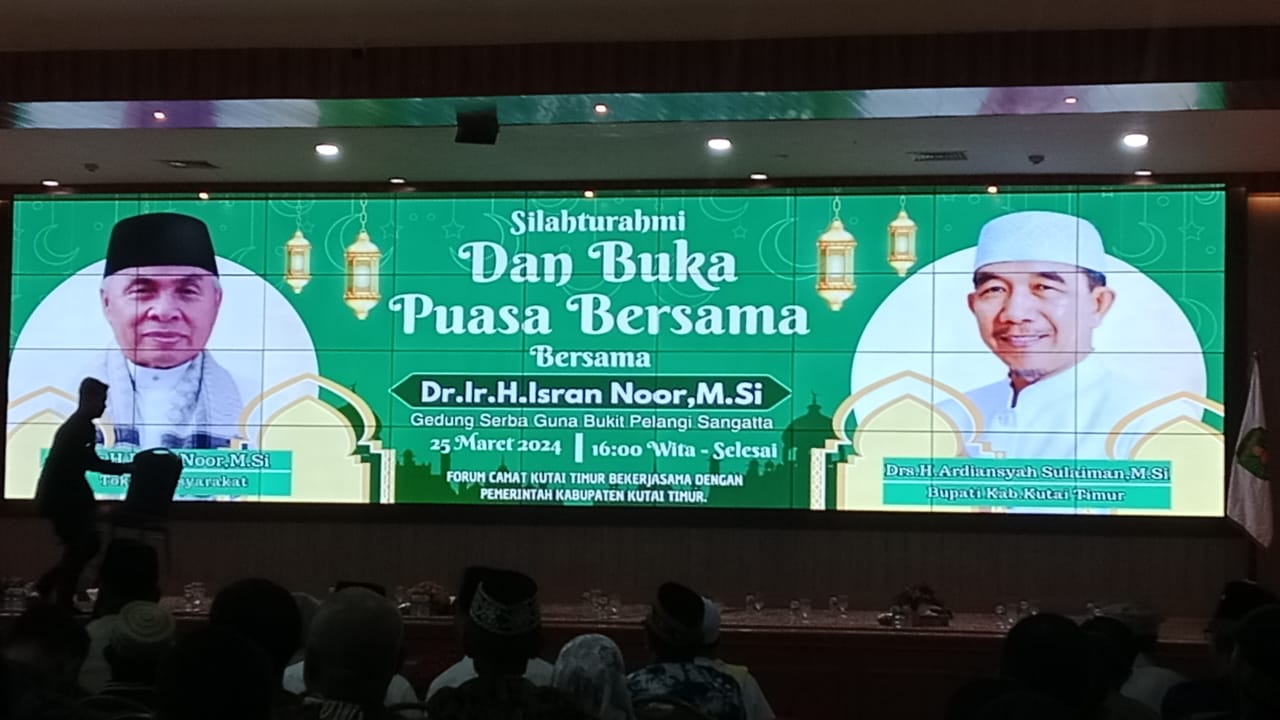 Silahturahmi
Dan Buka
Puasa Bersama
Bersama
Dr.Ir.H.Isran Noor,M.Si
Gedung Serba Guna Bukit Pelangi Sangatta
25 Maret 2024 | 16:00 Wita - Selesai
FORUM CAMAT KUTAI TIMUR BEKERJASAMA DENGAN
PEMERINTAH KABUPATEN KUTAI TIMUR.
Noor,M.Si
Drs.H.Ardiansyah Sulaiman,M.Si
Bupati Kab.Kutai Timur